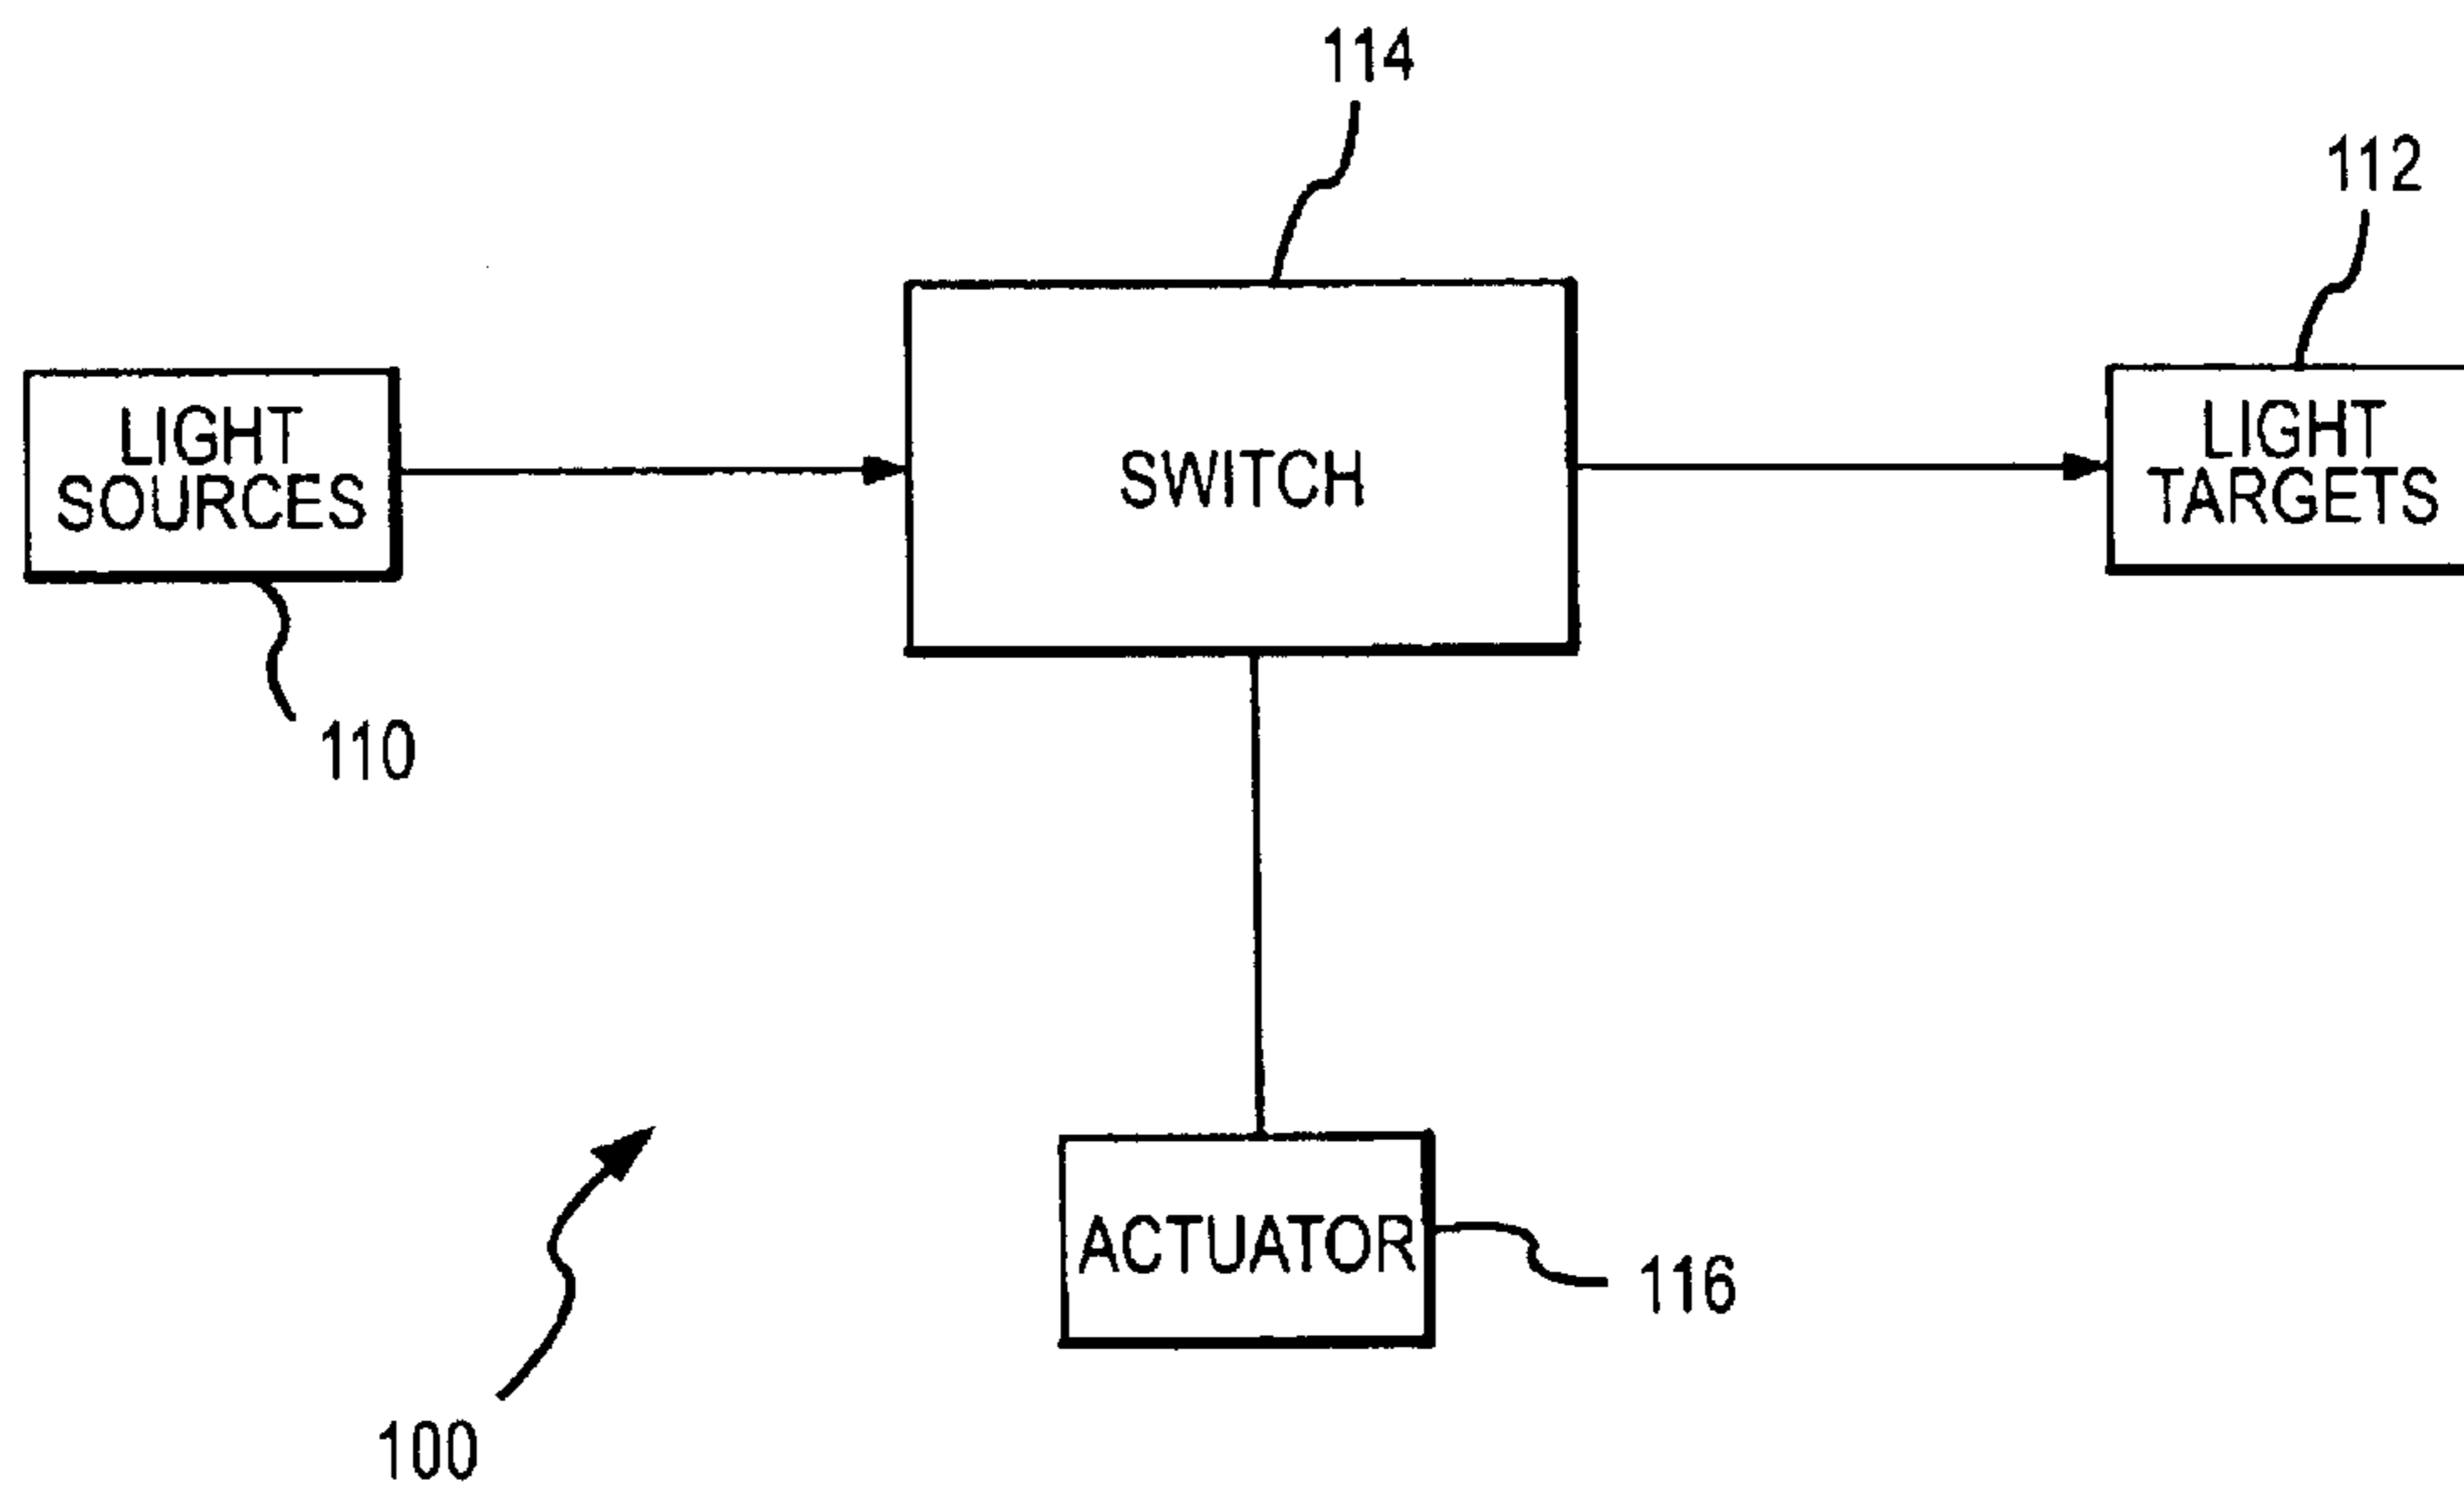 114
112
LIGHT
SOURCES
SWITCH
LIGHT
TARGETS
110
ACTUATOR
116
100